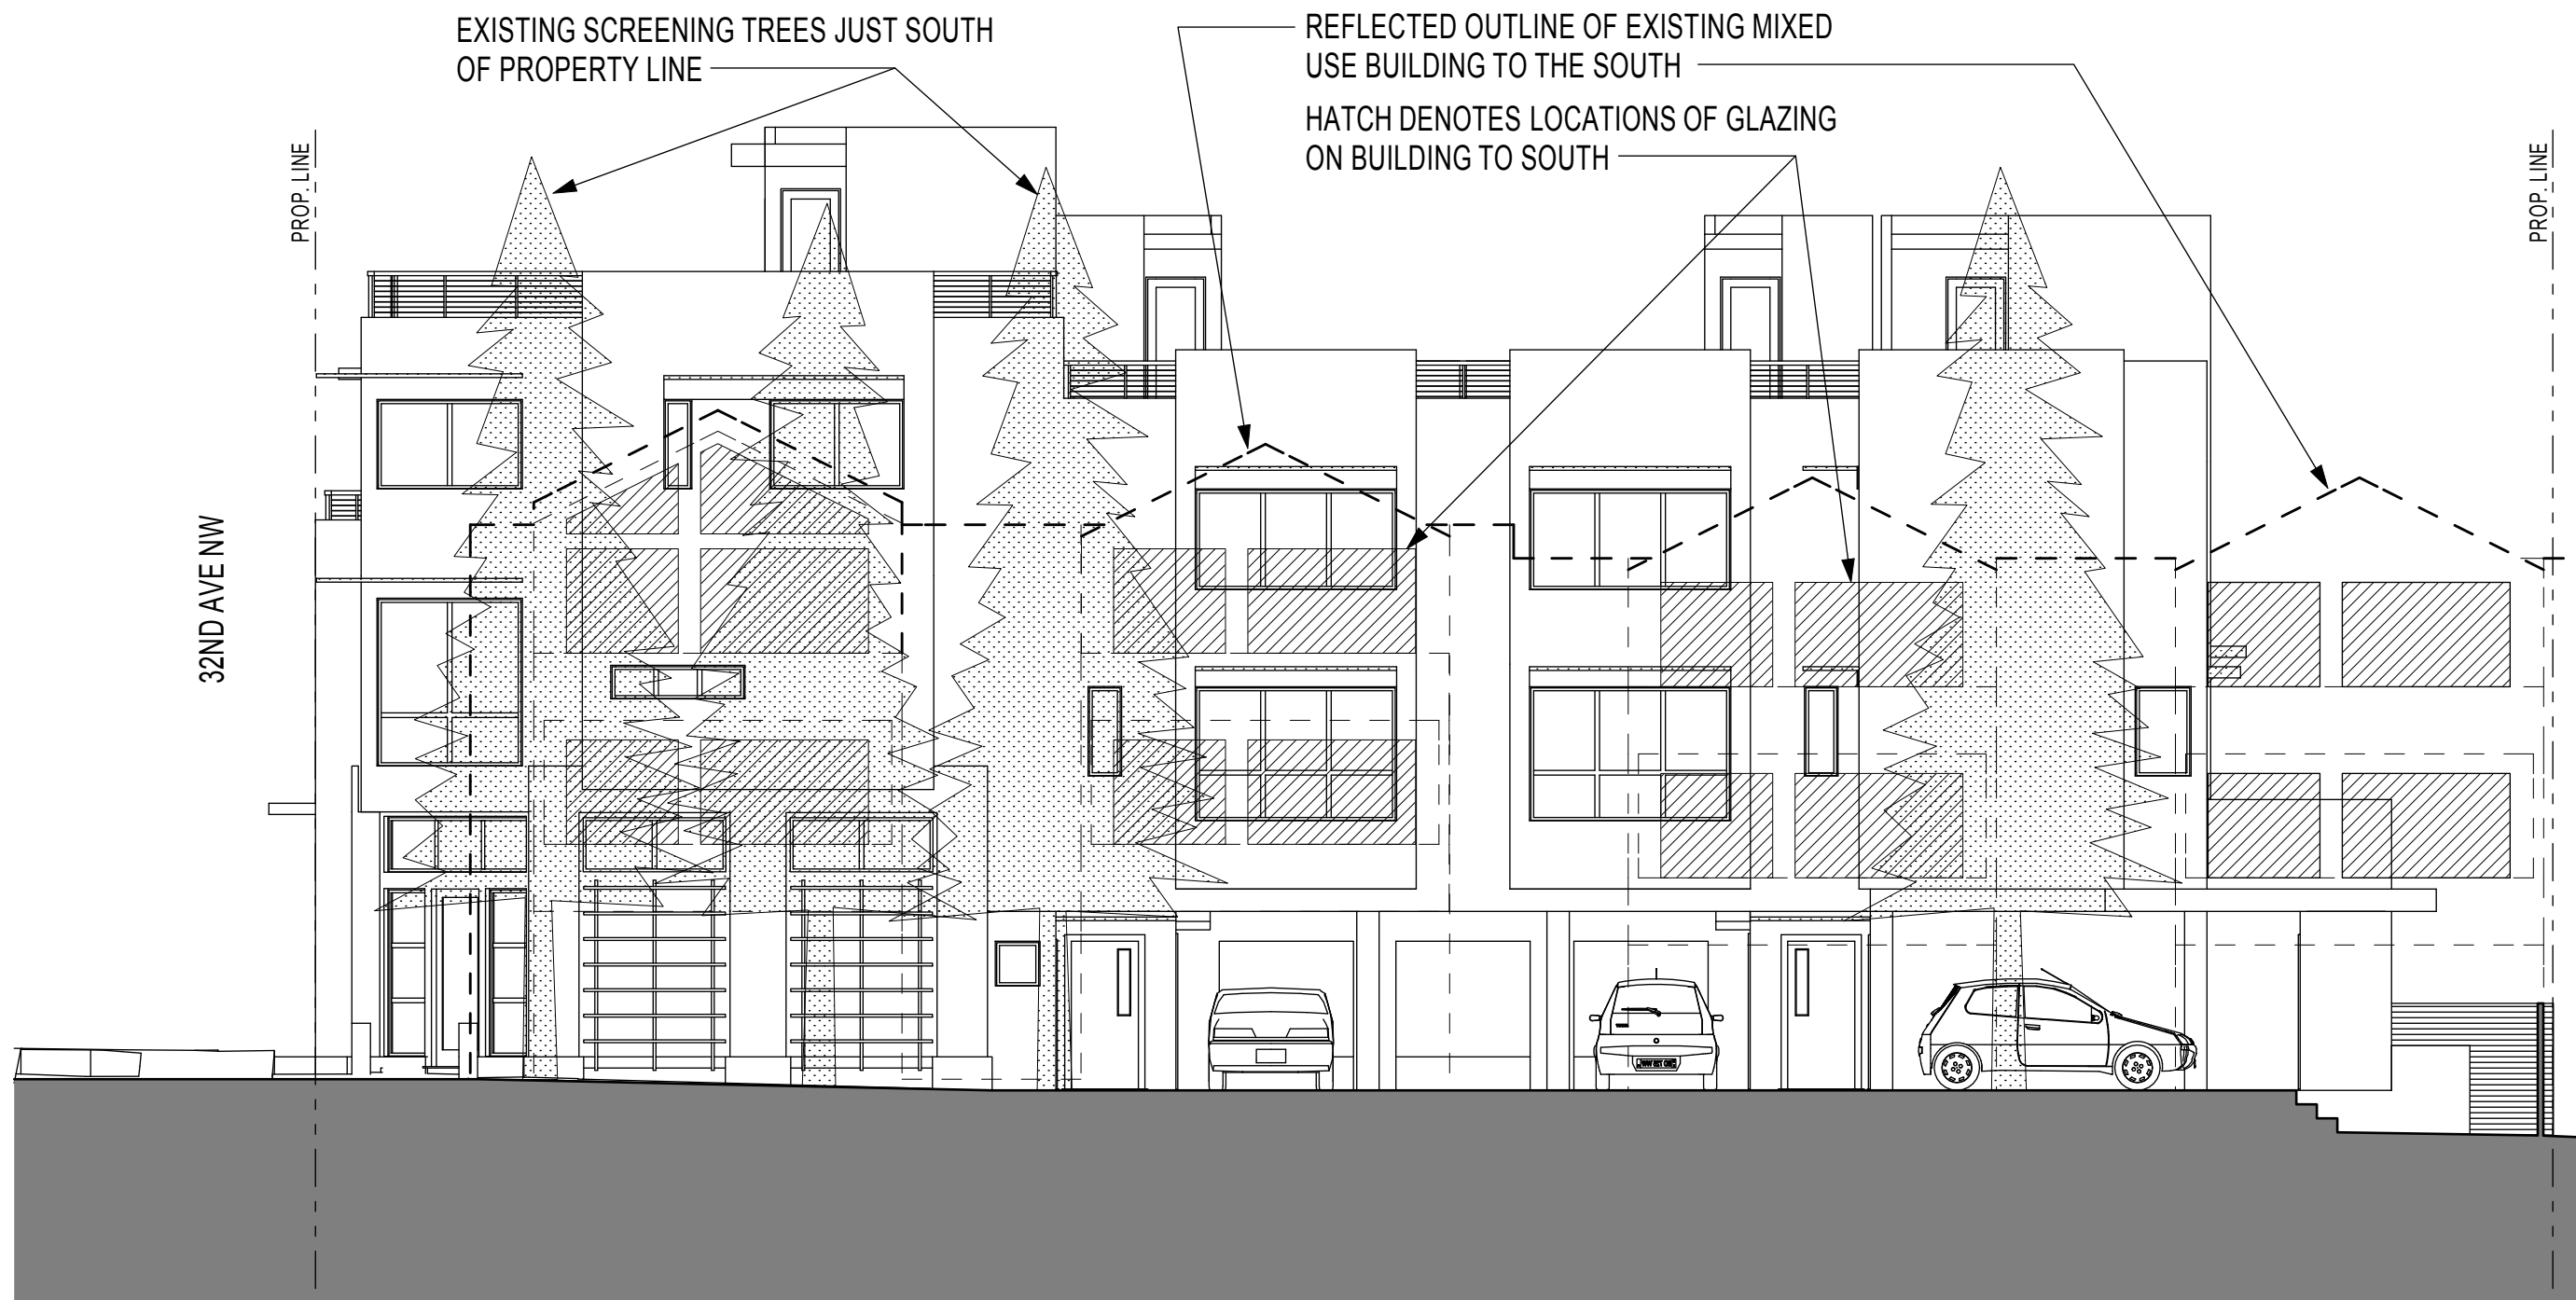 EXISTING SCREENING TREES JUST SOUTH
OF PROPERTY LINE
REFLECTED OUTLINE OF EXISTING MIXED
USE BUILDING TO THE SOUTH
HATCH DENOTES LOCATIONS OF GLAZING
ON BUILDING TO SOUTH
PROP. LINE
PROP. LINE
32ND AVE NW